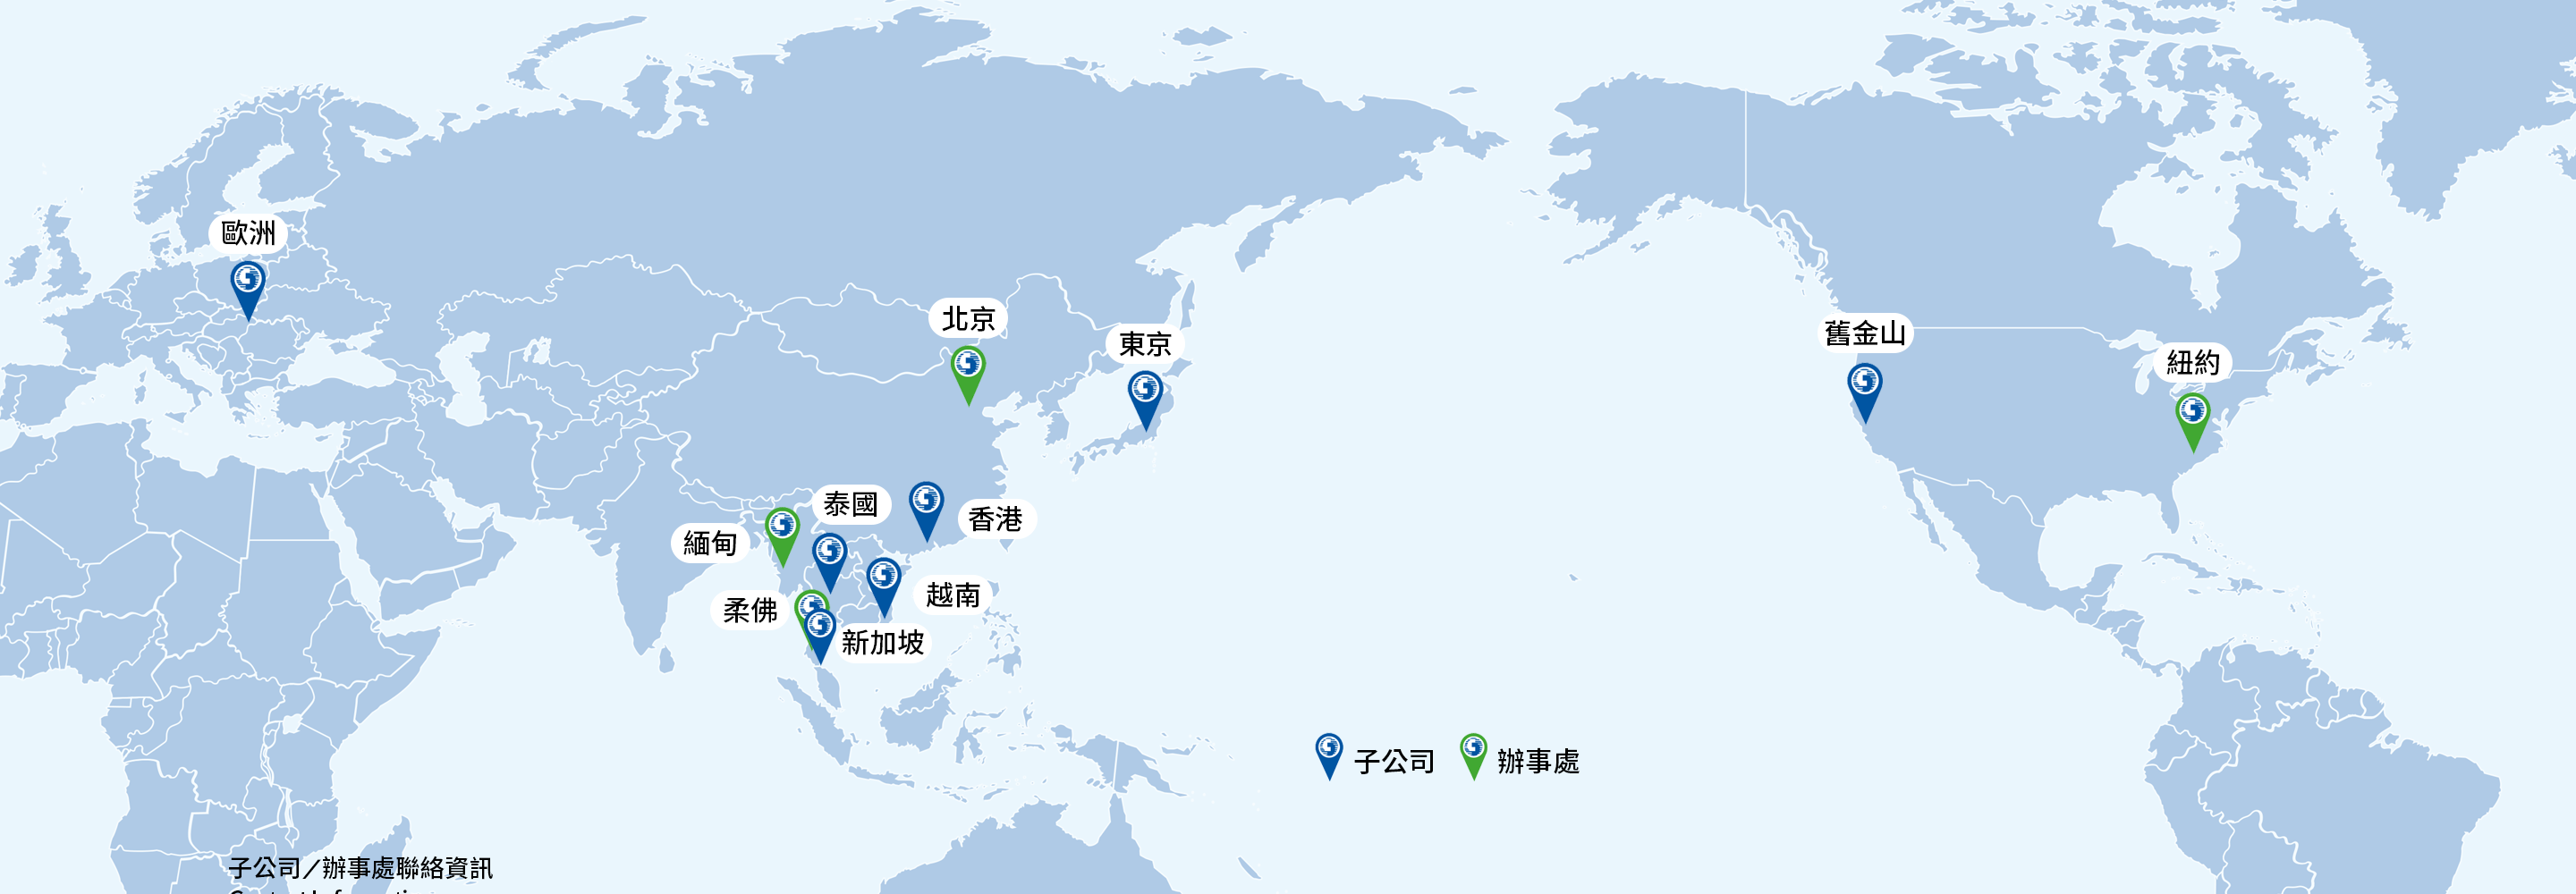 歐洲
北京
東京
舊金山
紐約
泰國
香港
緬甸
越南
柔佛
新加坡
子公司
辦事處
子公司／辦事處聯絡資訊